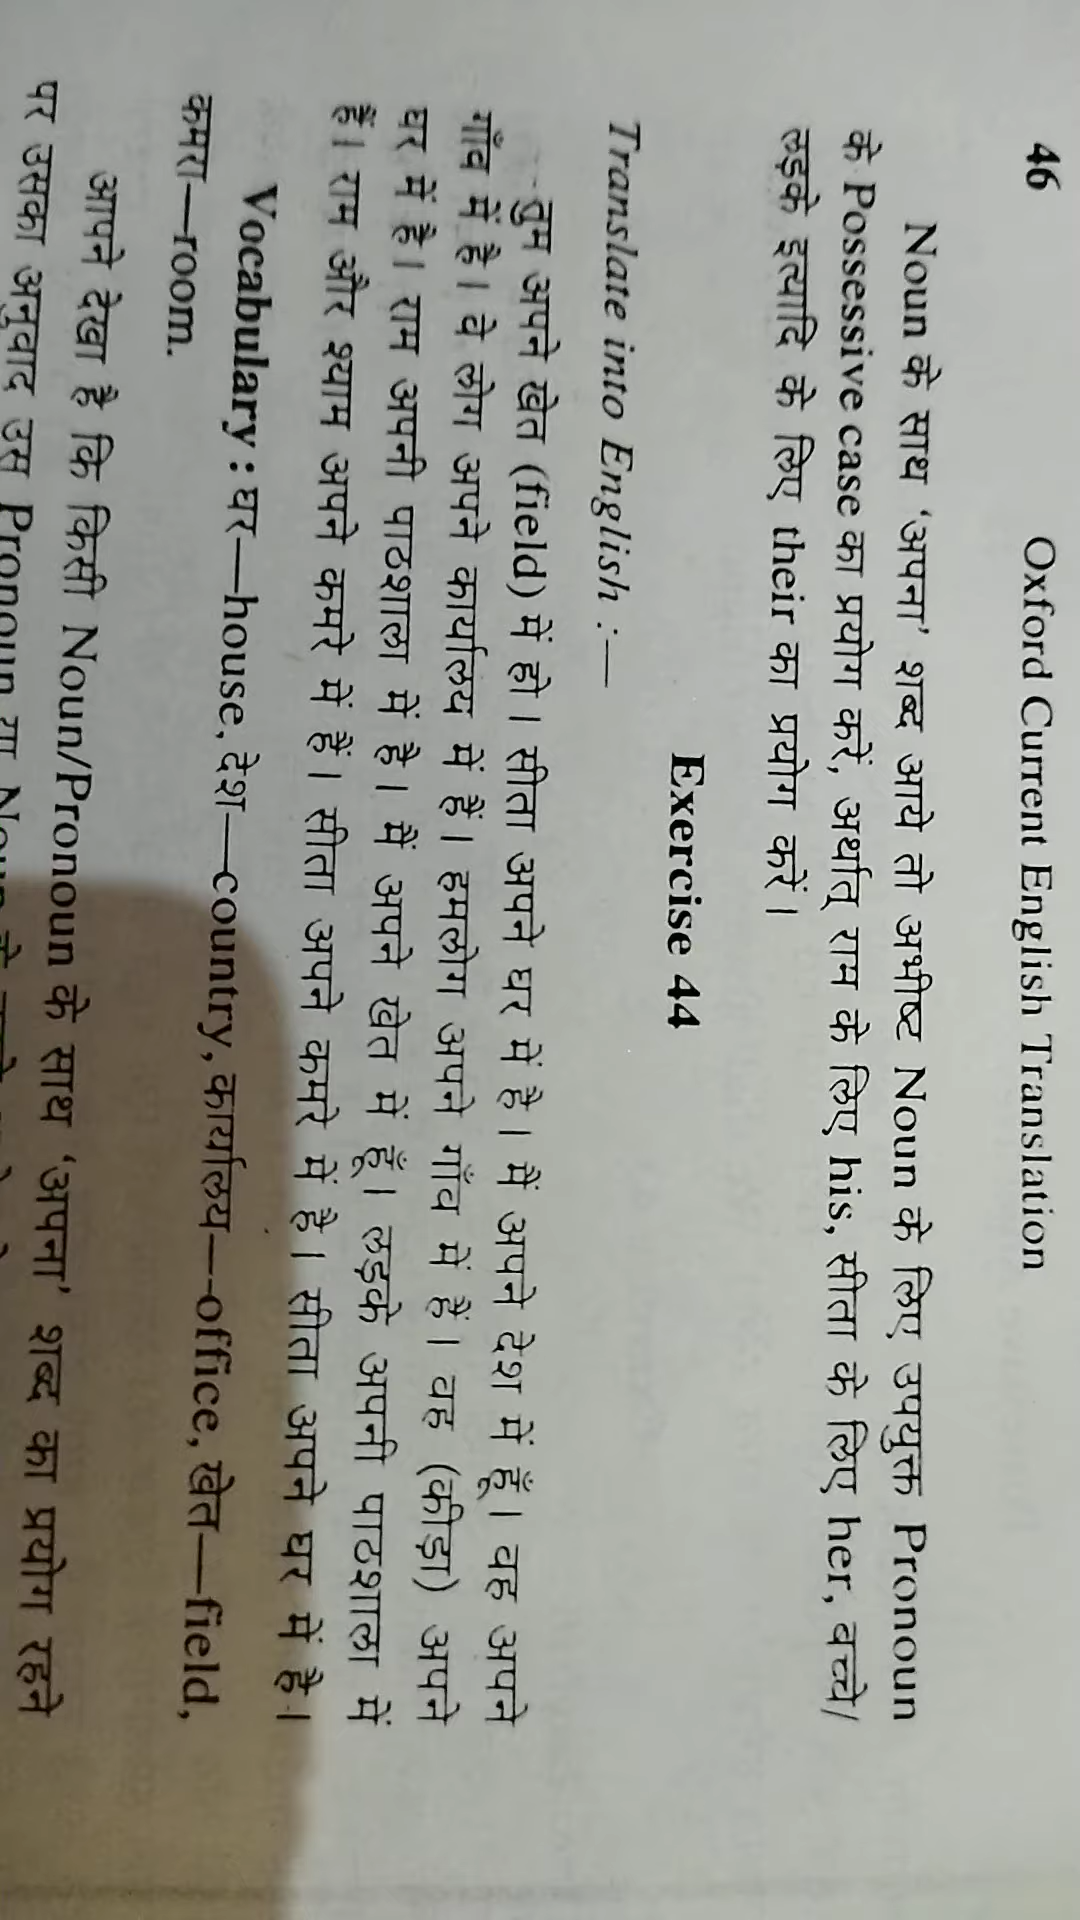 46 Oxford Current English Translation
Noun के साथ ‘अपना’ शब्द आये तो अभीष्ट Noun के लिए उपयुक्त Pronoun
के Possessive case का प्रयोग करें, अर्थात् राम के लिए his, सीता के लिए her, बच्चे/
लड़के इत्यादि के लिए their का प्रयोग करें।
Exercise 44
Translate into English :—
तुम अपने खेत (field) में हो। सीता अपने घर में है। मैं अपने देश में हूँ। वह अपने
गाँव में है। वे लोग अपने कार्यालय में हैं। हमलोग अपने गाँव में हैं। वह (कीड़ा) अपने
घर में है। राम अपनी पाठशाला में है। मैं अपने खेत में हूँ। लड़के अपनी पाठशाला में
हैं। राम और श्याम अपने कमरे में हैं। सीता अपने कमरे में है। सीता अपने घर में है।
Vocabulary : घर—house, देश—country, कार्यालय—office, खेत—field,
कमरा—room.
आपने देखा है कि किसी Noun/Pronoun के साथ ‘अपना’ शब्द का प्रयोग रहने
पर उसका अनुवाद उस Pronoun या